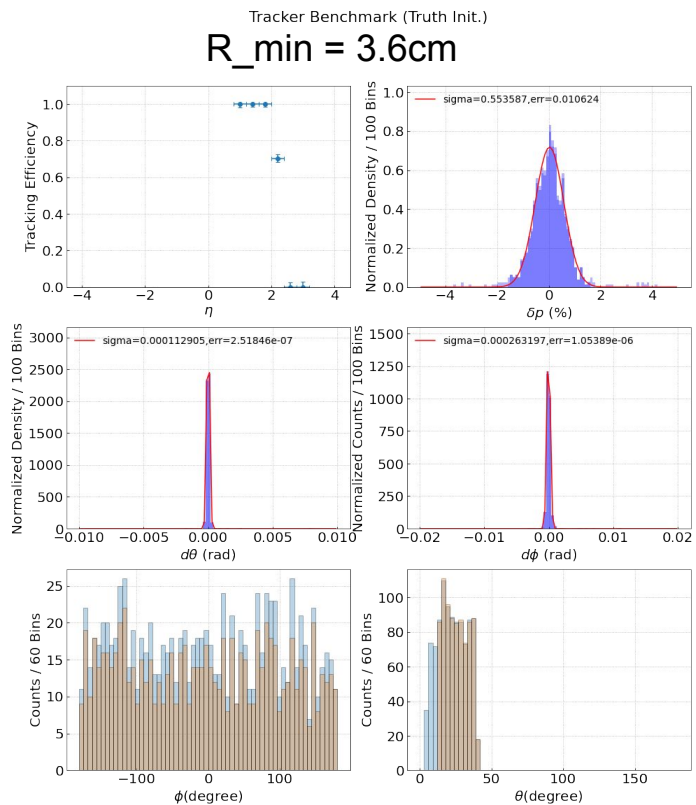 Tracker Benchmark (Truth Init.)
R_min = 3.6cm
Tracking Efficiency
1.0
0.8
0.6
0.4
0.2
0.0
−4 −2 0 2 4
η
Normalized Density / 100 Bins
sigma=0.553587,err=0.010624
1.0
0.8
0.6
0.4
0.2
0.0
−4 −2 0 2 4
δp (%)
Normalized Density / 100 Bins
sigma=0.000112905,err=2.51846e-07
3000
2500
2000
1500
1000
500
0
−0.010 −0.005 0.000 0.005 0.010
dθ (rad)
Normalized Counts / 100 Bins
sigma=0.000263197,err=1.05389e-06
1500
1250
1000
750
500
250
0
−0.02 −0.01 0.00 0.01 0.02
dϕ (rad)
Counts / 60 Bins
25
20
15
10
5
0
−100 0 100
ϕ(degree)
Counts / 60 Bins
100
80
60
40
20
0
0 50 100 150
θ(degree)